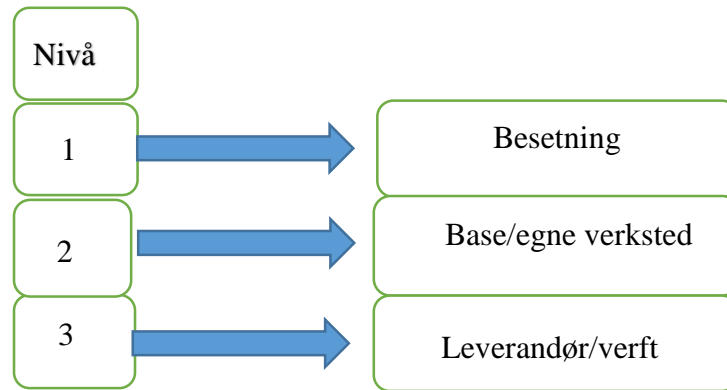 Nivå
1 Besetning
2 Base/egne verksted
3 Leverandør/verft